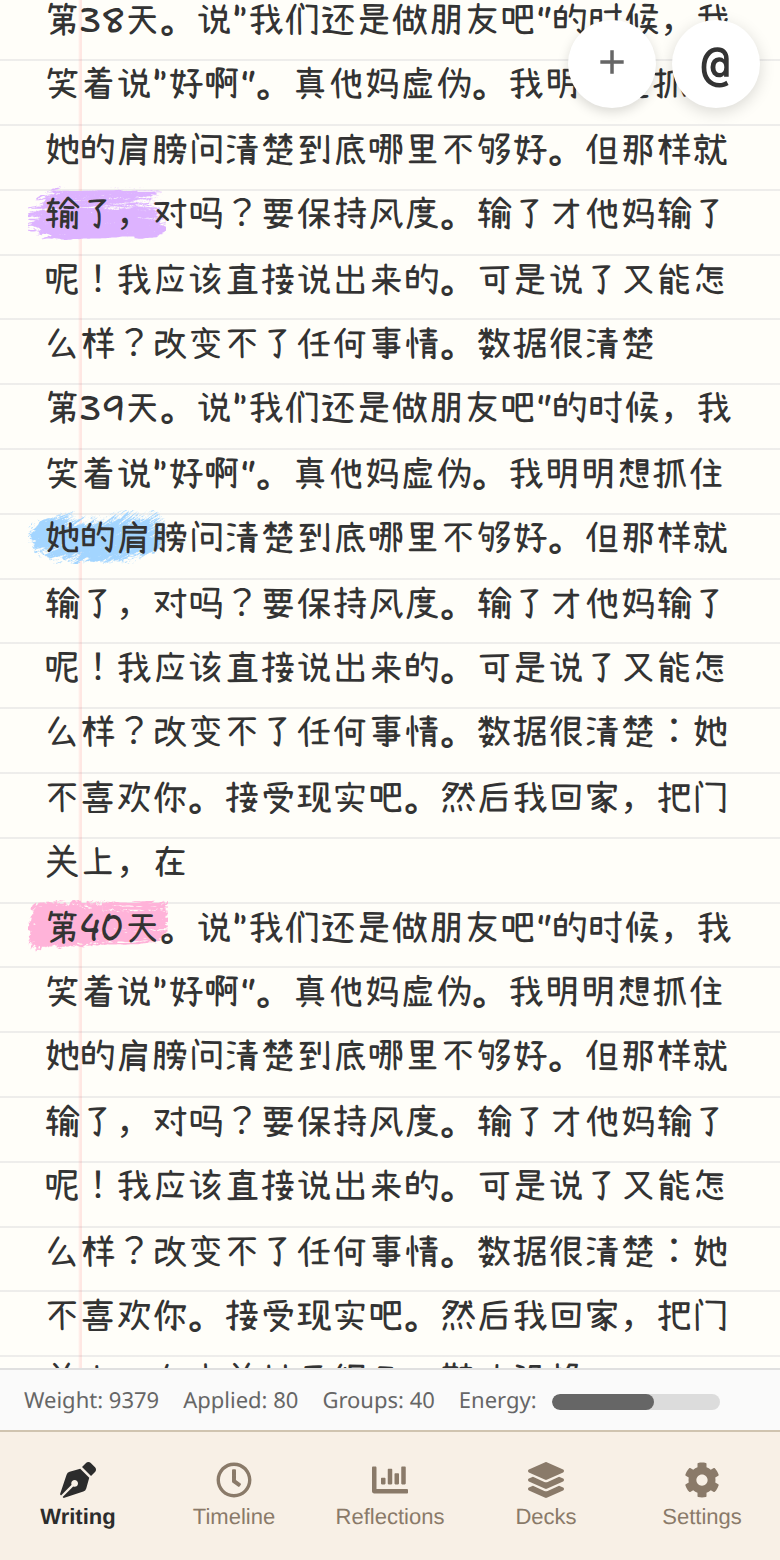 第38天。说"我们还是做朋友吧"的时候，我
+
@
笑着说"好啊"。真他妈虚伪。我明
她的肩膀问清楚到底哪里不够好。但那样就
输了，对吗？要保持风度。输了才他妈输了
呢！我应该直接说出来的。可是说了又能怎
么样？改变不了任何事情。数据很清楚
第39天。说"我们还是做朋友吧"的时候，我
笑着说"好啊"。真他妈虚伪。我明明想抓住
她的肩膀问清楚到底哪里不够好。但那样就
输了，对吗？要保持风度。输了才他妈输了
呢！我应该直接说出来的。可是说了又能怎
么样？改变不了任何事情。数据很清楚：她
不喜欢你。接受现实吧。然后我回家，把门
关上，在
第40天。说"我们还是做朋友吧"的时候，我
笑着说"好啊"。真他妈虚伪。我明明想抓住
她的肩膀问清楚到底哪里不够好。但那样就
输了，对吗？要保持风度。输了才他妈输了
呢！我应该直接说出来的。可是说了又能怎
么样？改变不了任何事情。数据很清楚：她
不喜欢你。接受现实吧。然后我回家，把门
Weight: 9379 Applied: 80 Groups: 40 Energy:
Writing Timeline Reflections Decks Settings